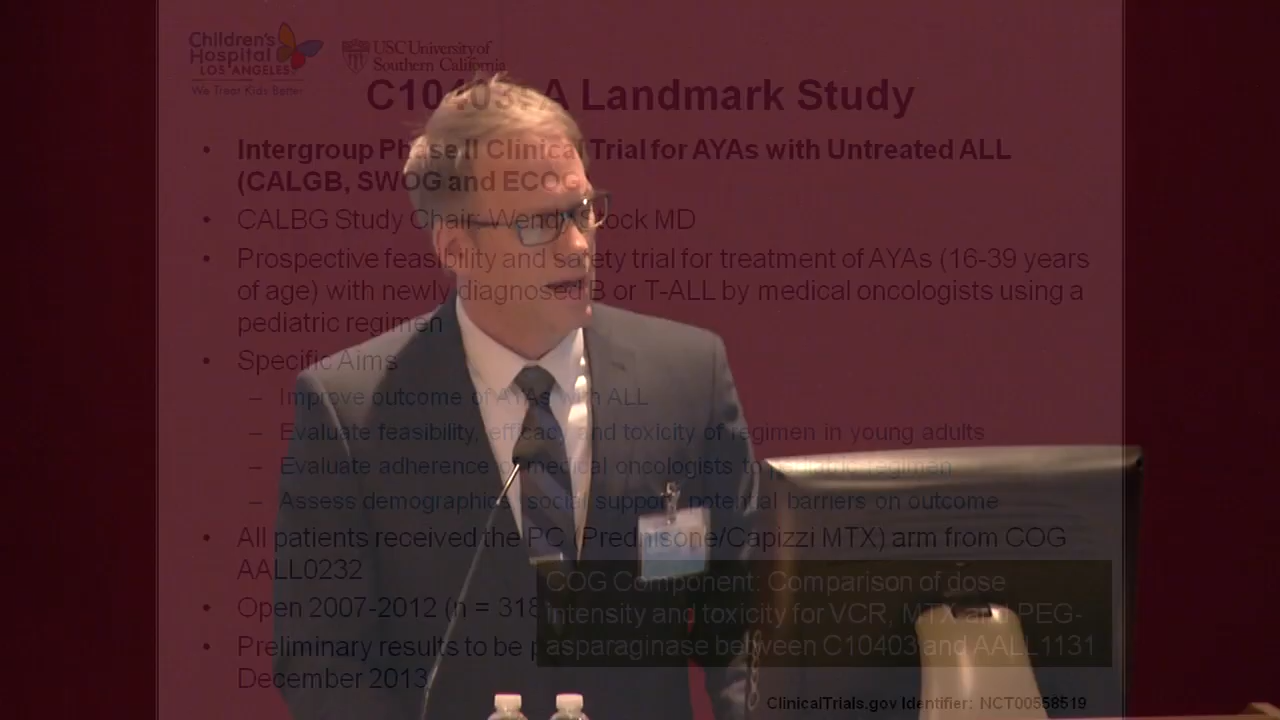 Children's
Hospital
LOS ANGELES
We Treat Kids Better
USC University of
Southern California
C10403: A Landmark Study
• Intergroup Phase II Clinical Trial for AYAs with Untreated ALL
(CALGB, SWOG and ECOG)
• CALBG Study Chair: Wendy Stock MD
• Prospective feasibility and safety trial for treatment of AYAs (16-39 years
of age) with newly diagnosed B or T-ALL by medical oncologists using a
pediatric regimen
• Specific Aims
– Improve outcome of AYAs with ALL
– Evaluate feasibility, efficacy and toxicity of regimen in young adults
– Evaluate adherence of medical oncologists to pediatric regimen
– Assess demographics, social support, potential barriers on outcome
• All patients received the PC (Prednisone/Capizzi MTX) arm from COG
AALL0232
• Open 2007-2012 (n = 318
• Preliminary results to be
December 2013
COG Component: Comparison of dose
intensity and toxicity for VCR, MTX and PEG-
asparaginase between C10403 and AALL1131
ClinicalTrials.gov Identifier: NCT00558519